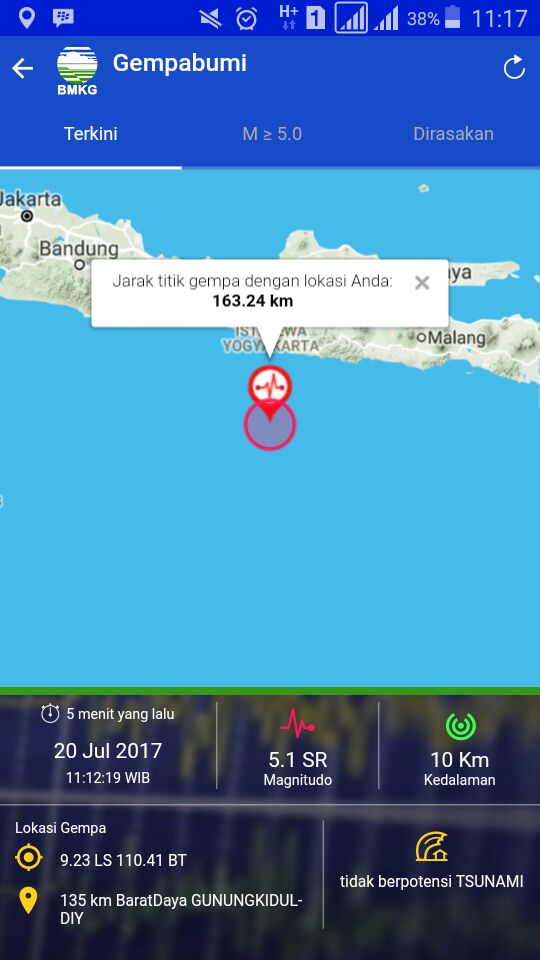 H+ 1 38% 11:17
BMKG
Gempabumi
Terkini
M ≥ 5.0
Dirasakan
Jakarta
Bandung
Jarak titik gempa dengan lokasi Anda:
163.24 km
YOGYAKARTA
Malang
5 menit yang lalu
20 Jul 2017
11:12:19 WIB
5.1 SR
Magnitudo
10 Km
Kedalaman
Lokasi Gempa
9.23 LS 110.41 BT
135 km BaratDaya GUNUNGKIDUL-
DIY
tidak berpotensi TSUNAMI